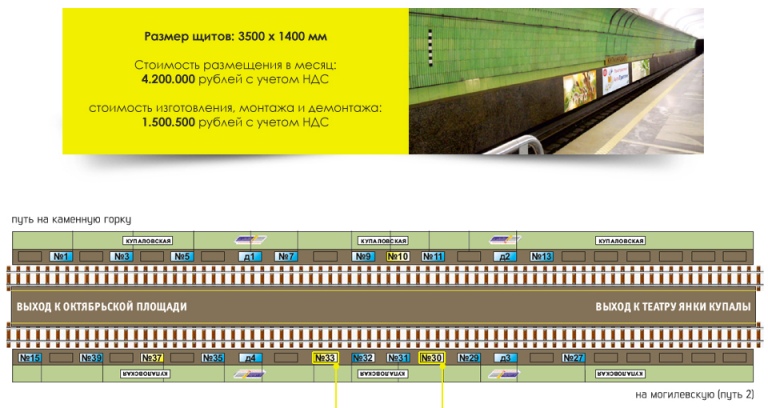 Размер щитов: 3500 х 1400 мм
Стоимость размещения в месяц:
4.200.000 рублей с учетом НДС
стоимость изготовления, монтажа и демонтажа:
1.500.500 рублей с учетом НДС
путь на каменную горку
КУПАЛОВСКАЯ КУПАЛОВСКАЯ КУПАЛОВСКАЯ
№1 №3 №5 д1 №7 №9 №10 №11 д2 №13
ВЫХОД К ОКТЯБРЬСКОЙ ПЛОЩАДИ ВЫХОД К ТЕАТРУ ЯНКИ КУПАЛЫ
№15 №39 №37 №35 д4 №33 №32 №31 №30 №29 д3 №27
КУПАЛОВСКАЯ КУПАЛОВСКАЯ КУПАЛОВСКАЯ
на могилевскую (путь 2)